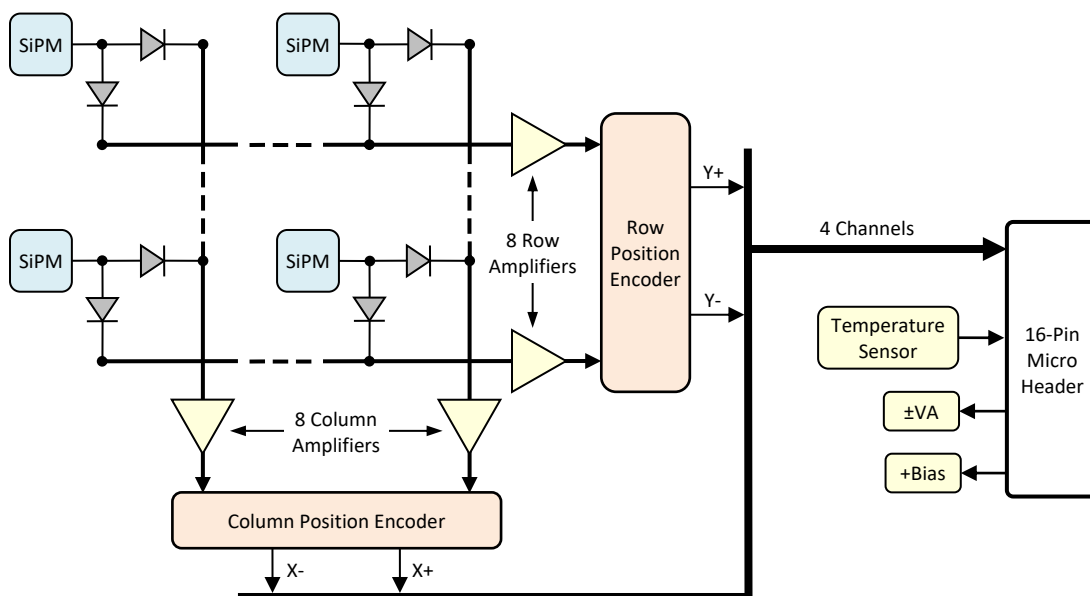 SiPM
SiPM
Y+
8 Row
Amplifiers
Row
Position
Encoder
4 Channels
SiPM
SiPM
Y-
Temperature
Sensor
16-Pin
Micro
Header
8 Column
Amplifiers
±VA
+Bias
Column Position Encoder
X-
X+